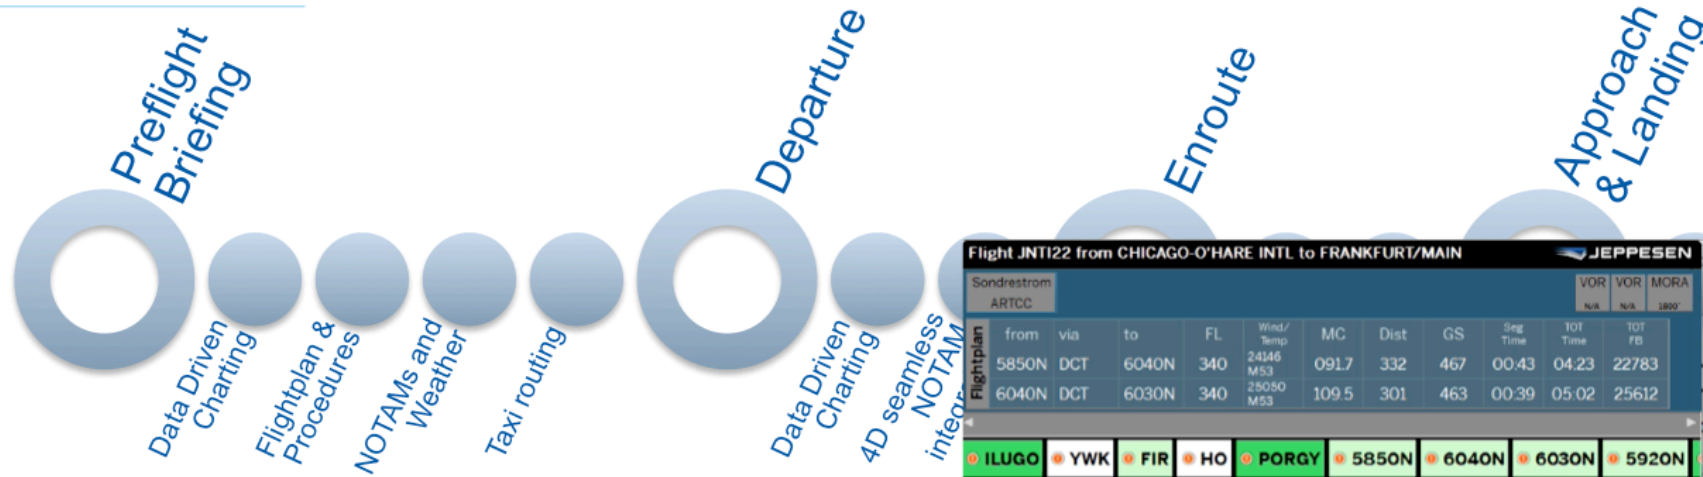 Preflight
Briefing
Data Driven
Charting
Flightplan &
Procedures
NOTAMs and
Weather
Taxi routing
Departure
Data Driven
Charting
4D seamless
NOTAM
Enroute
Approach
& Landing
Flight JNTI22 from CHICAGO-O'HARE INTL to FRANKFURT/MAIN JEPPESEN
Sondrestrom
ARTCC
VOR VOR MORA
N/A N/A 1800'
Flightplan
from via to FL Wind/ Temp MC Dist GS Seg Time TOT Time TOT FB
5850N DCT 6040N 340 24146 M53 091.7 332 467 00:43 04:23 22783
6040N DCT 6030N 340 25050 M53 109.5 301 463 00:39 05:02 25612
ILUGO YWK FIR HO PORGY 5850N 6040N 6030N 5920N